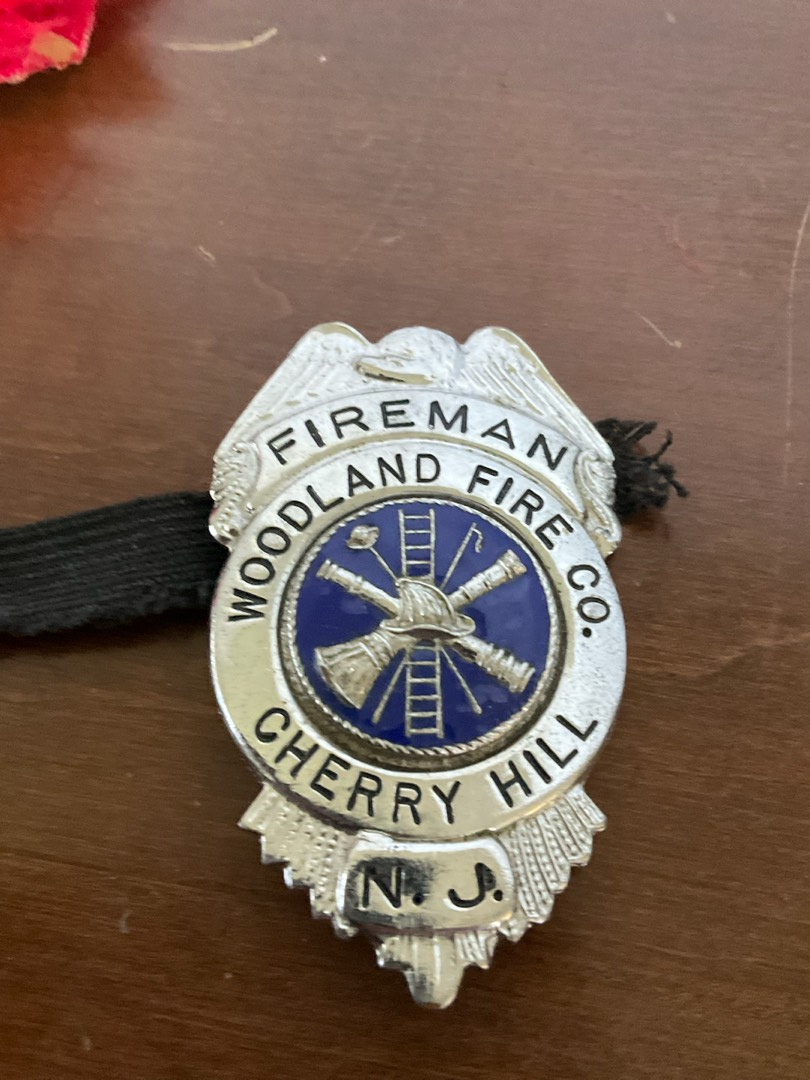 FIREMAN
WOODLAND FIRE CO.
CHERRY HILL
N. J.